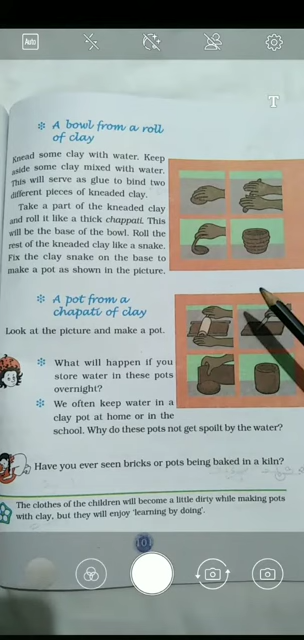 Auto
T
A bowl from a roll
of clay
Knead some clay with water. Keep
aside some clay mixed with water.
This will serve as glue to bind two
different pieces of kneaded clay.
Take a part of the kneaded clay
and roll it like a thick chappati. This
will be the base of the bowl. Roll the
rest of the kneaded clay like a snake.
Fix the clay snake on the base to
make a pot as shown in the picture.
A pot from a
chapati of clay
Look at the picture and make a pot.
What will happen if you
store water in these pots
overnight?
We often keep water in a
clay pot at home or in the
school. Why do these pots not get spoilt by the water?
Have you ever seen bricks or pots being baked in a kiln?
The clothes of the children will become a little dirty while making pots
with clay, but they will enjoy 'learning by doing'.